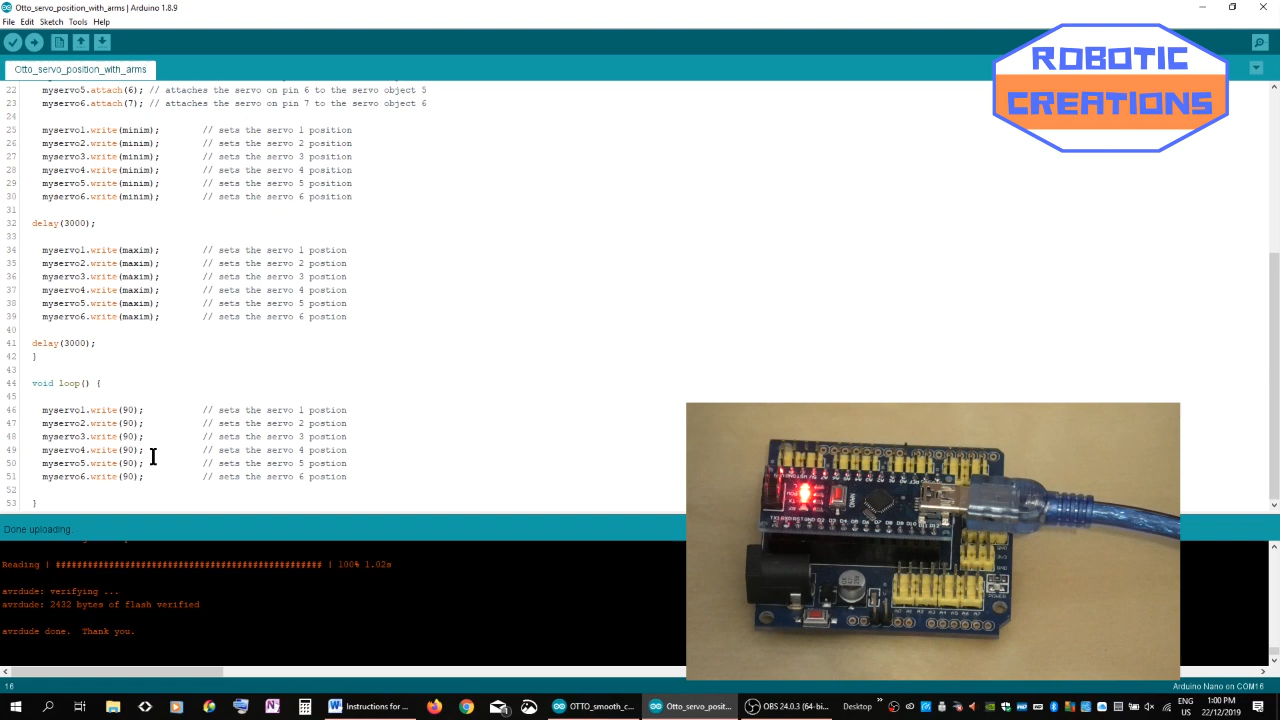 Otto_servo_position_with_arms | Arduino 1.8.9
File Edit Sketch Tools Help
Otto_servo_position_with_arms
ROBOTIC
CREATIONS
22 myservo5.attach(6); // attaches the servo on pin 6 to the servo object 5
23 myservo6.attach(7); // attaches the servo on pin 7 to the servo object 6
24
25 myservo1.write(minim); // sets the servo 1 position
26 myservo2.write(minim); // sets the servo 2 position
27 myservo3.write(minim); // sets the servo 3 position
28 myservo4.write(minim); // sets the servo 4 position
29 myservo5.write(minim); // sets the servo 5 position
30 myservo6.write(minim); // sets the servo 6 position
31
32 delay(3000);
33
34 myservo1.write(maxim); // sets the servo 1 postion
35 myservo2.write(maxim); // sets the servo 2 postion
36 myservo3.write(maxim); // sets the servo 3 postion
37 myservo4.write(maxim); // sets the servo 4 postion
38 myservo5.write(maxim); // sets the servo 5 postion
39 myservo6.write(maxim); // sets the servo 6 postion
40
41 delay(3000);
42 }
43
44 void loop() {
45
46 myservo1.write(90); // sets the servo 1 postion
47 myservo2.write(90); // sets the servo 2 postion
48 myservo3.write(90); // sets the servo 3 postion
49 myservo4.write(90); // sets the servo 4 postion
50 myservo5.write(90); // sets the servo 5 postion
51 myservo6.write(90); // sets the servo 6 postion
52
53 }
Done uploading.
Reading | ################################################## | 100% 1.02s
avrdude: verifying ...
avrdude: 2432 bytes of flash verified
avrdude done. Thank you.
NANO
POWER
16 Arduino Nano on COM16
Instructions for ... OTTO_smooth_c... Otto_servo_posit... OBS 24.0.3 (64-bi... Desktop ENG 1:00 PM
US 22/12/2019